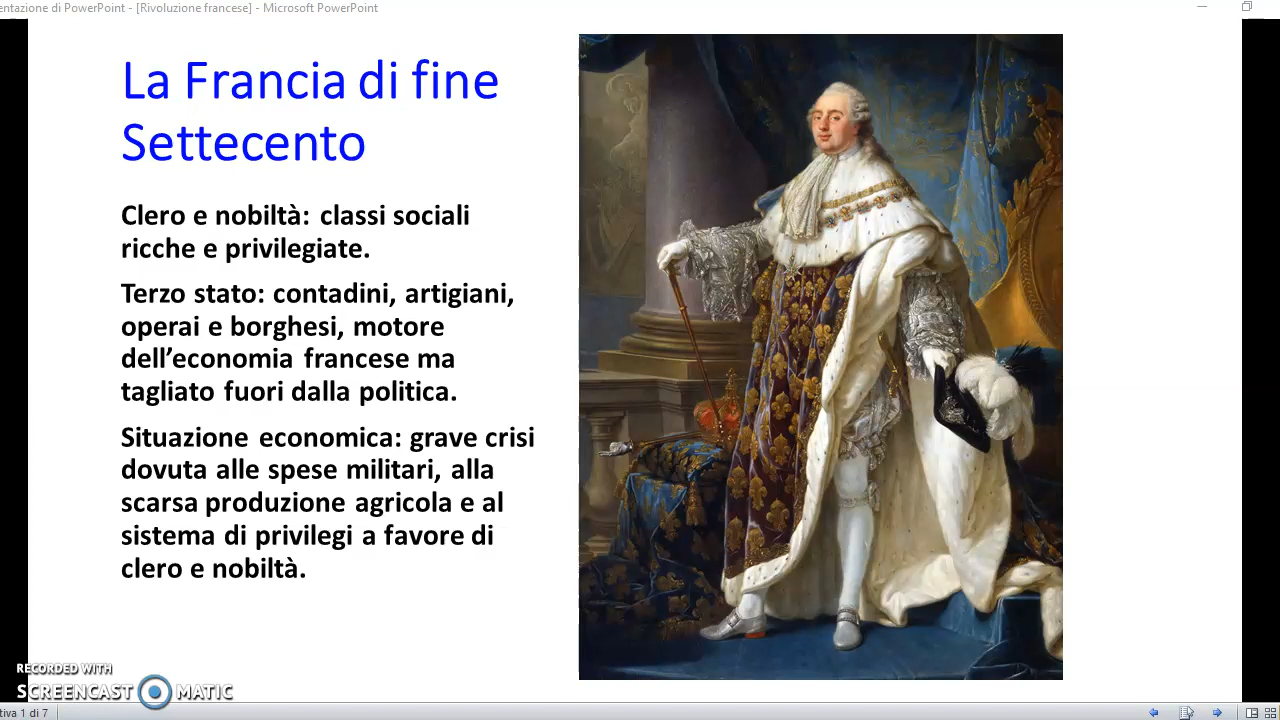 entazione di PowerPoint - [Rivoluzione francese] - Microsoft PowerPoint
La Francia di fine
Settecento
Clero e nobiltà: classi sociali
ricche e privilegiate.
Terzo stato: contadini, artigiani,
operai e borghesi, motore
dell’economia francese ma
tagliato fuori dalla politica.
Situazione economica: grave crisi
dovuta alle spese militari, alla
scarsa produzione agricola e al
sistema di privilegi a favore di
clero e nobiltà.
RECORDED WITH
SCREENCAST MATIC
tiva 1 di 7